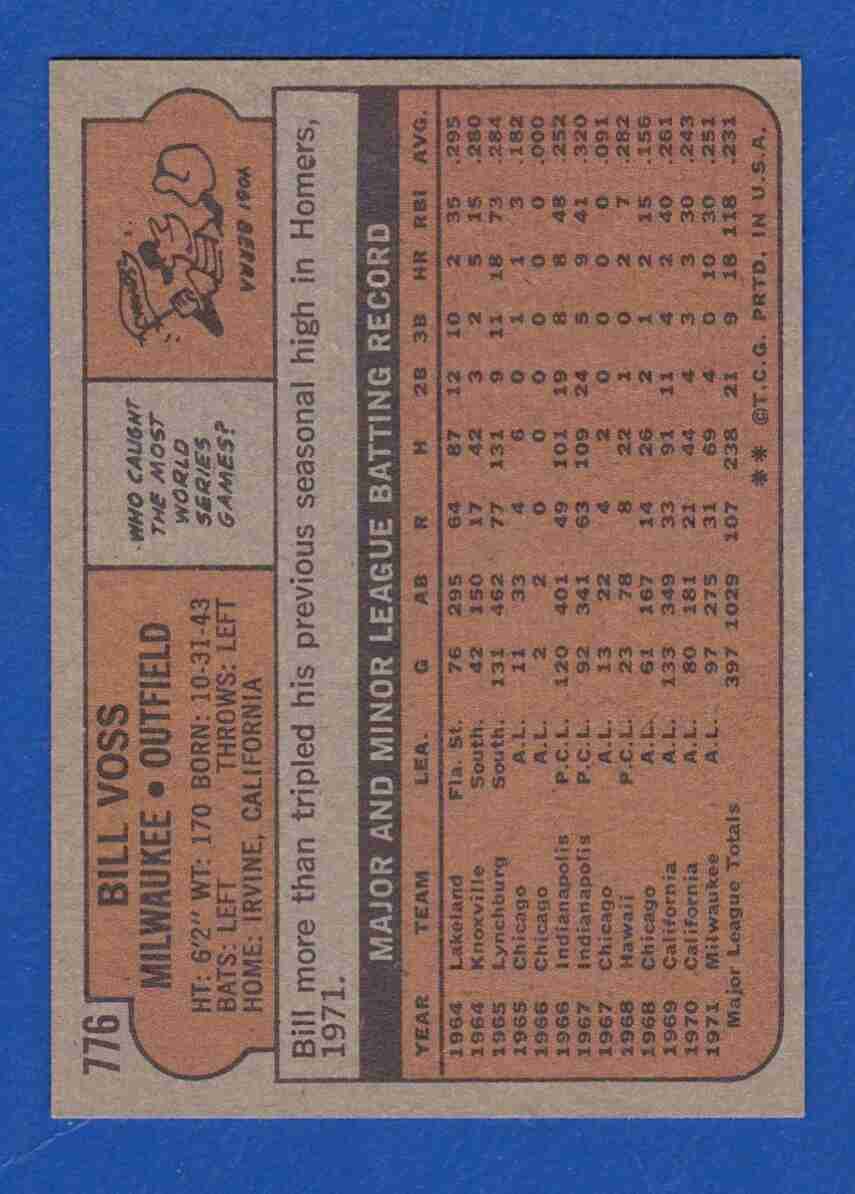 776
BILL VOSS
MILWAUKEE • OUTFIELD
HT: 6'2" WT: 170 BORN: 10-31-43
BATS: LEFT THROWS: LEFT
HOME: IRVINE, CALIFORNIA
WHO CAUGHT
THE MOST
WORLD
SERIES
GAMES?
YOGI BERRA
Bill more than tripled his previous seasonal high in Homers,
1971.
MAJOR AND MINOR LEAGUE BATTING RECORD
YEAR TEAM LEA. G AB R H 2B 3B HR RBI AVG.
1964 Lakeland Fla. St. 76 295 64 87 12 10 2 35 .295
1964 Knoxville South. 42 150 17 42 3 2 5 15 .280
1965 Lynchburg South. 131 462 77 131 9 11 18 73 .284
1965 Chicago A.L. 11 33 4 6 0 1 1 3 .182
1966 Chicago A.L. 2 2 0 0 0 0 0 0 .000
1966 Indianapolis P.C.L. 120 401 49 101 19 8 8 48 .252
1967 Indianapolis P.C.L. 92 341 63 109 24 5 9 41 .320
1967 Chicago A.L. 13 22 4 2 0 0 0 0 .091
1968 Hawaii P.C.L. 23 78 8 22 1 0 2 7 .282
1968 Chicago A.L. 61 167 14 26 2 1 2 15 .156
1969 California A.L. 133 349 33 91 11 4 2 40 .261
1970 California A.L. 80 181 21 44 4 3 3 30 .243
1971 Milwaukee A.L. 97 275 31 69 4 0 10 30 .251
Major League Totals 397 1029 107 238 21 9 18 118 .231
** ©T.C.G. PRTD. IN U.S.A.